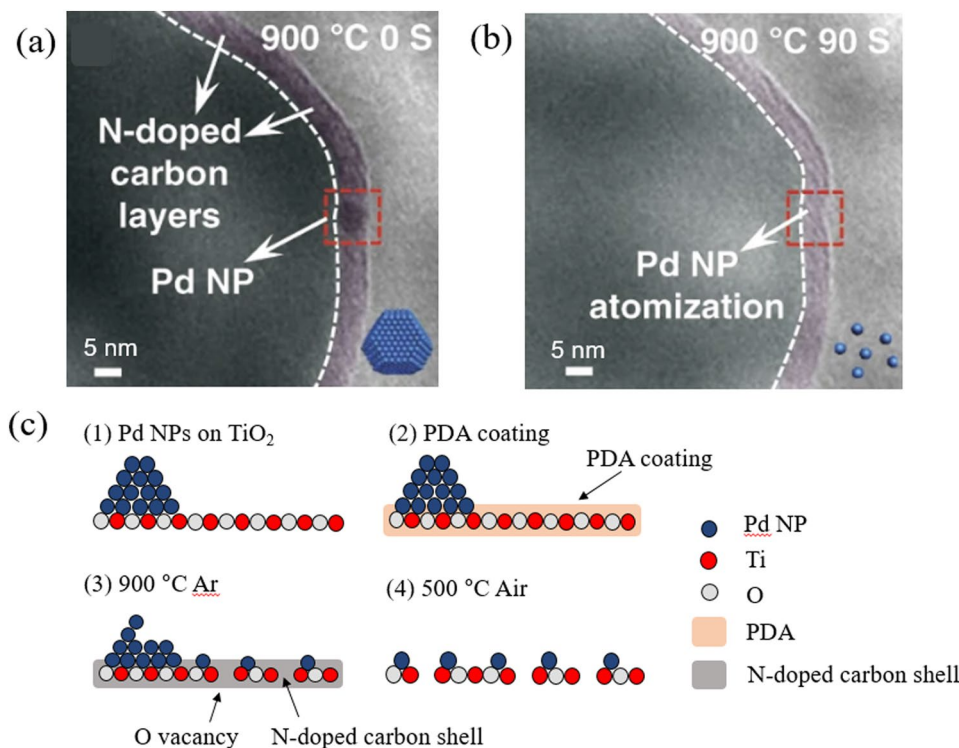 (a)
900 °C 0 S
N-doped
carbon
layers
Pd NP
5 nm
(b)
900 °C 90 S
Pd NP
atomization
5 nm
(c)
(1) Pd NPs on TiO₂
(2) PDA coating
PDA coating
(3) 900 °C Ar
(4) 500 °C Air
O vacancy
N-doped carbon shell
Pd NP
Ti
O
PDA
N-doped carbon shell